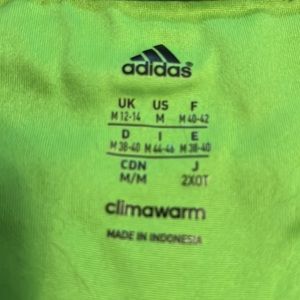 adidas
UK US F
M 12-14 M M 40-42
D I E
M 38-40 M 44-46 M 38-40
CDN J
M/M 2XOT
climawarm
MADE IN INDONESIA